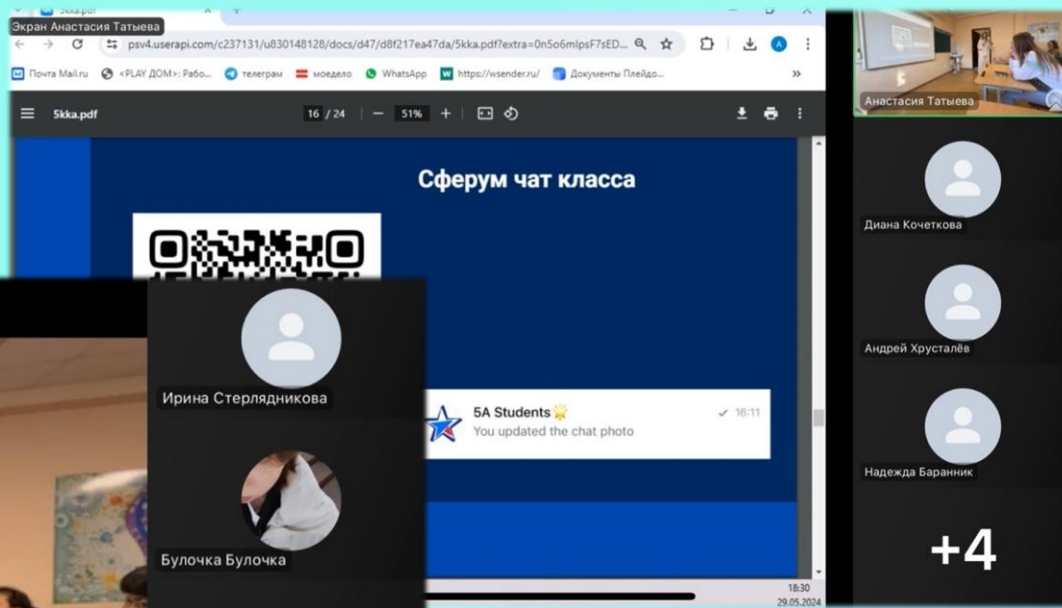 Экран Анастасия Татыева
psv4.userapi.com/c237131/u830148128/docs/d47/d8f217ea47da/5kka.pdf?extra=0n5o6mlpsF7sED...
Почта Mail.ru <PLAY ДОМ>: Рабо... телеграм моедело WhatsApp https://wsender.ru/ Документы Плейдо... »
5kka.pdf 16 / 24 51%
Сферум чат класса
5A Students 16:11
You updated the chat photo
18:30
29.05.2024
Ирина Стерлядникова
Булочка Булочка
Анастасия Татыева
Диана Кочеткова
Андрей Хрусталёв
Надежда Баранник
+4